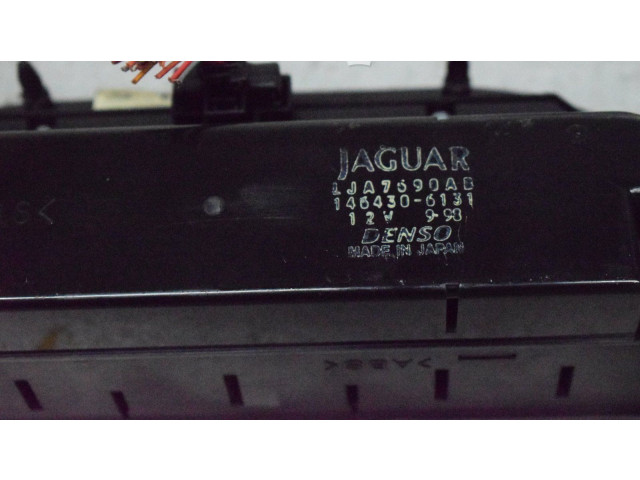 JAGUAR
LJA7690AB
146430-6131
12V 9-98
DENSO
MADE IN JAPAN
>ABS<